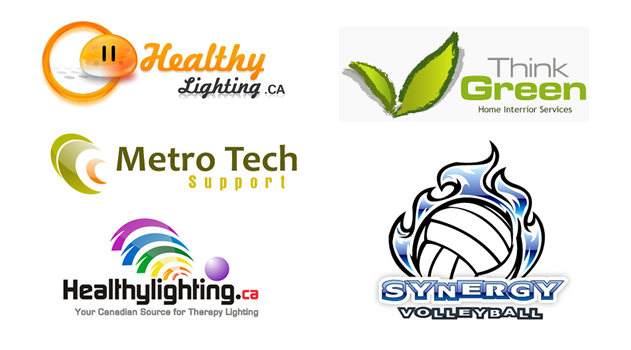 Healthy
Lighting.CA
Think
Green
Home Interrior Services
Metro Tech
Support
Healthylighting.ca
Your Canadian Source for Therapy Lighting
SYNERGY
VOLLEYBALL